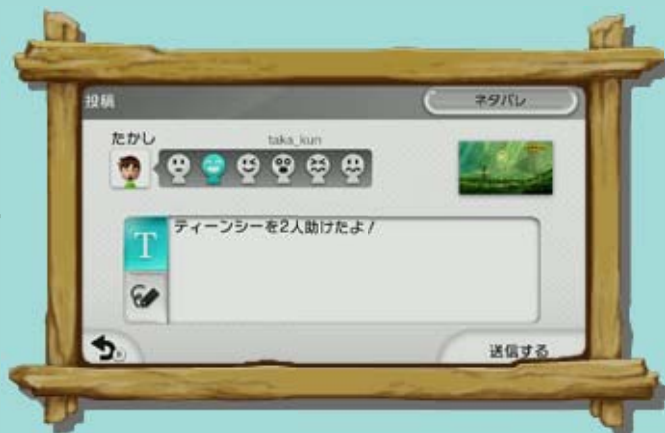 投稿
ネタバレ
たかし
taka_kun
T
ティーンシーを2人助けたよ!
送信する